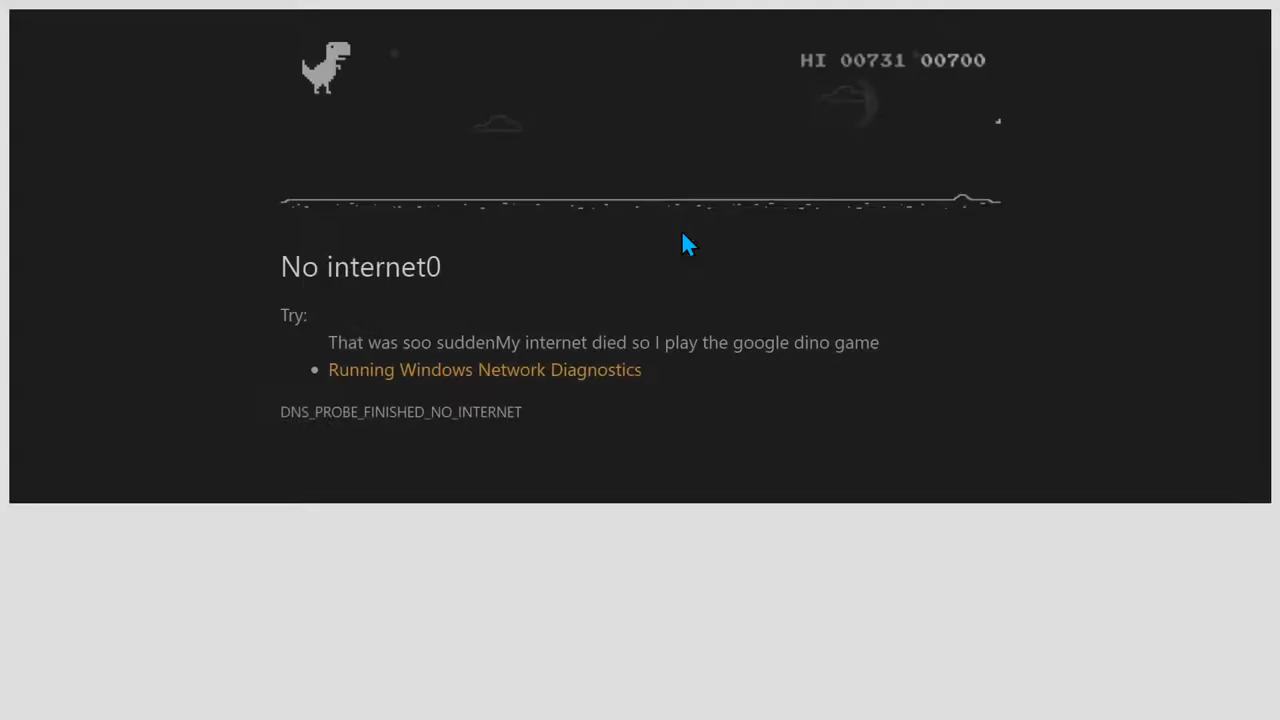 HI 00731 00700
No internet0
Try:
That was soo suddenMy internet died so I play the google dino game
Running Windows Network Diagnostics
DNS_PROBE_FINISHED_NO_INTERNET